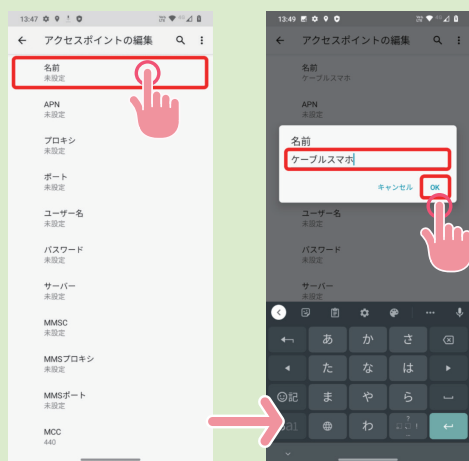 13:47
アクセスポイントの編集
名前
未設定
APN
未設定
プロキシ
未設定
ポート
未設定
ユーザー名
未設定
パスワード
未設定
サーバー
未設定
MMSC
未設定
MMSプロキシ
未設定
MMSポート
未設定
MCC
440
13:49
アクセスポイントの編集
名前
ケーブルスマホ
APN
未設定
名前
ケーブルスマホ
キャンセル OK
ユーザー名
未設定
パスワード
未設定
サーバー
未設定
あ か さ
た な は
記 ま や ら
わ